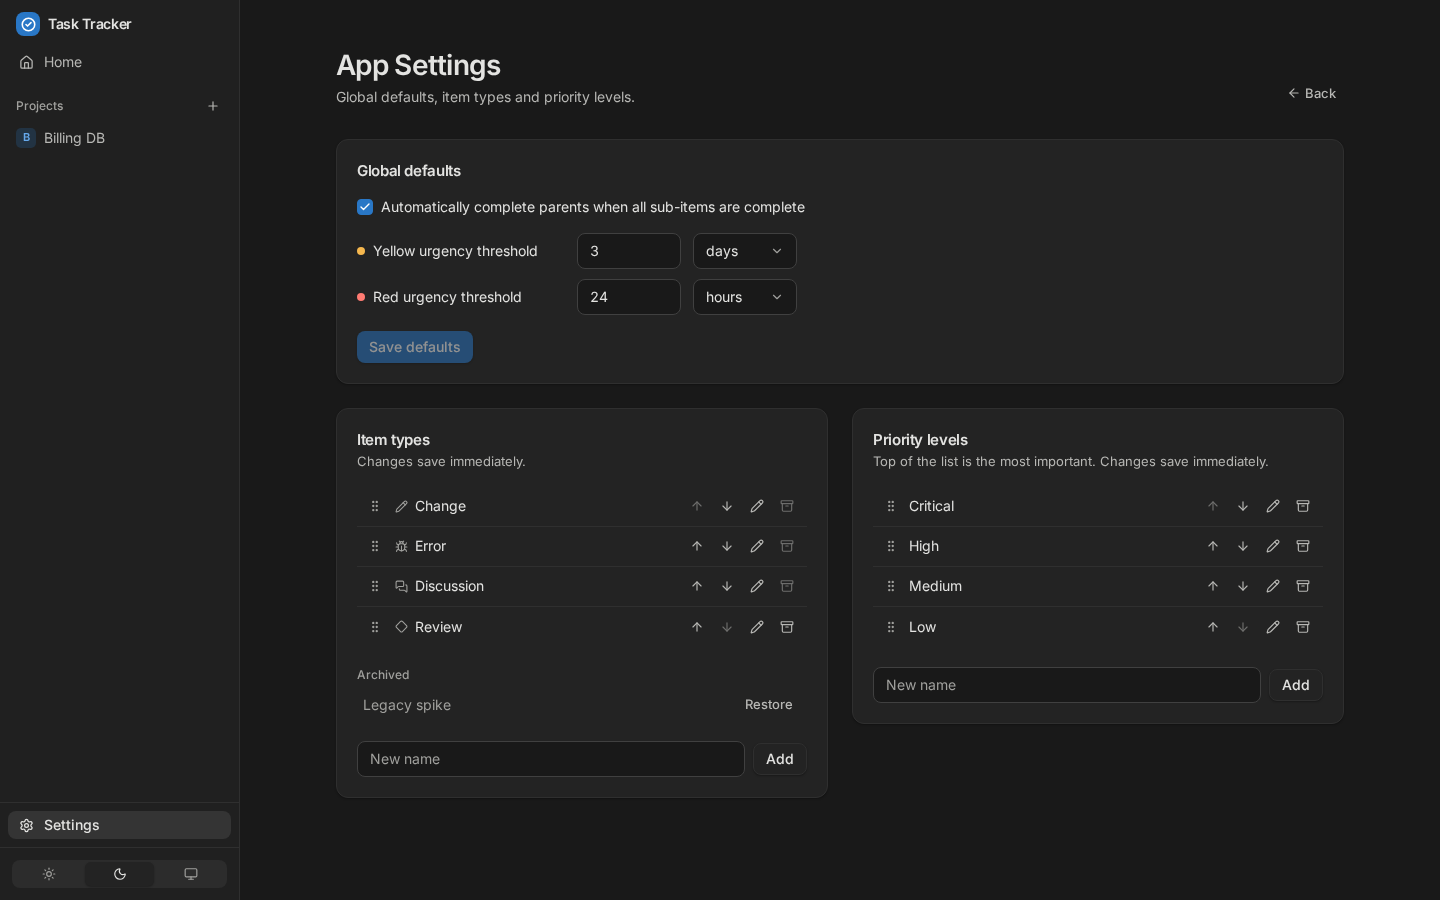 Task Tracker
Home
Projects
B Billing DB
Settings
App Settings
Global defaults, item types and priority levels.
Back
Global defaults
Automatically complete parents when all sub-items are complete
Yellow urgency threshold 3 days
Red urgency threshold 24 hours
Save defaults
Item types
Changes save immediately.
Change
Error
Discussion
Review
Archived
Legacy spike Restore
New name Add
Priority levels
Top of the list is the most important. Changes save immediately.
Critical
High
Medium
Low
New name Add